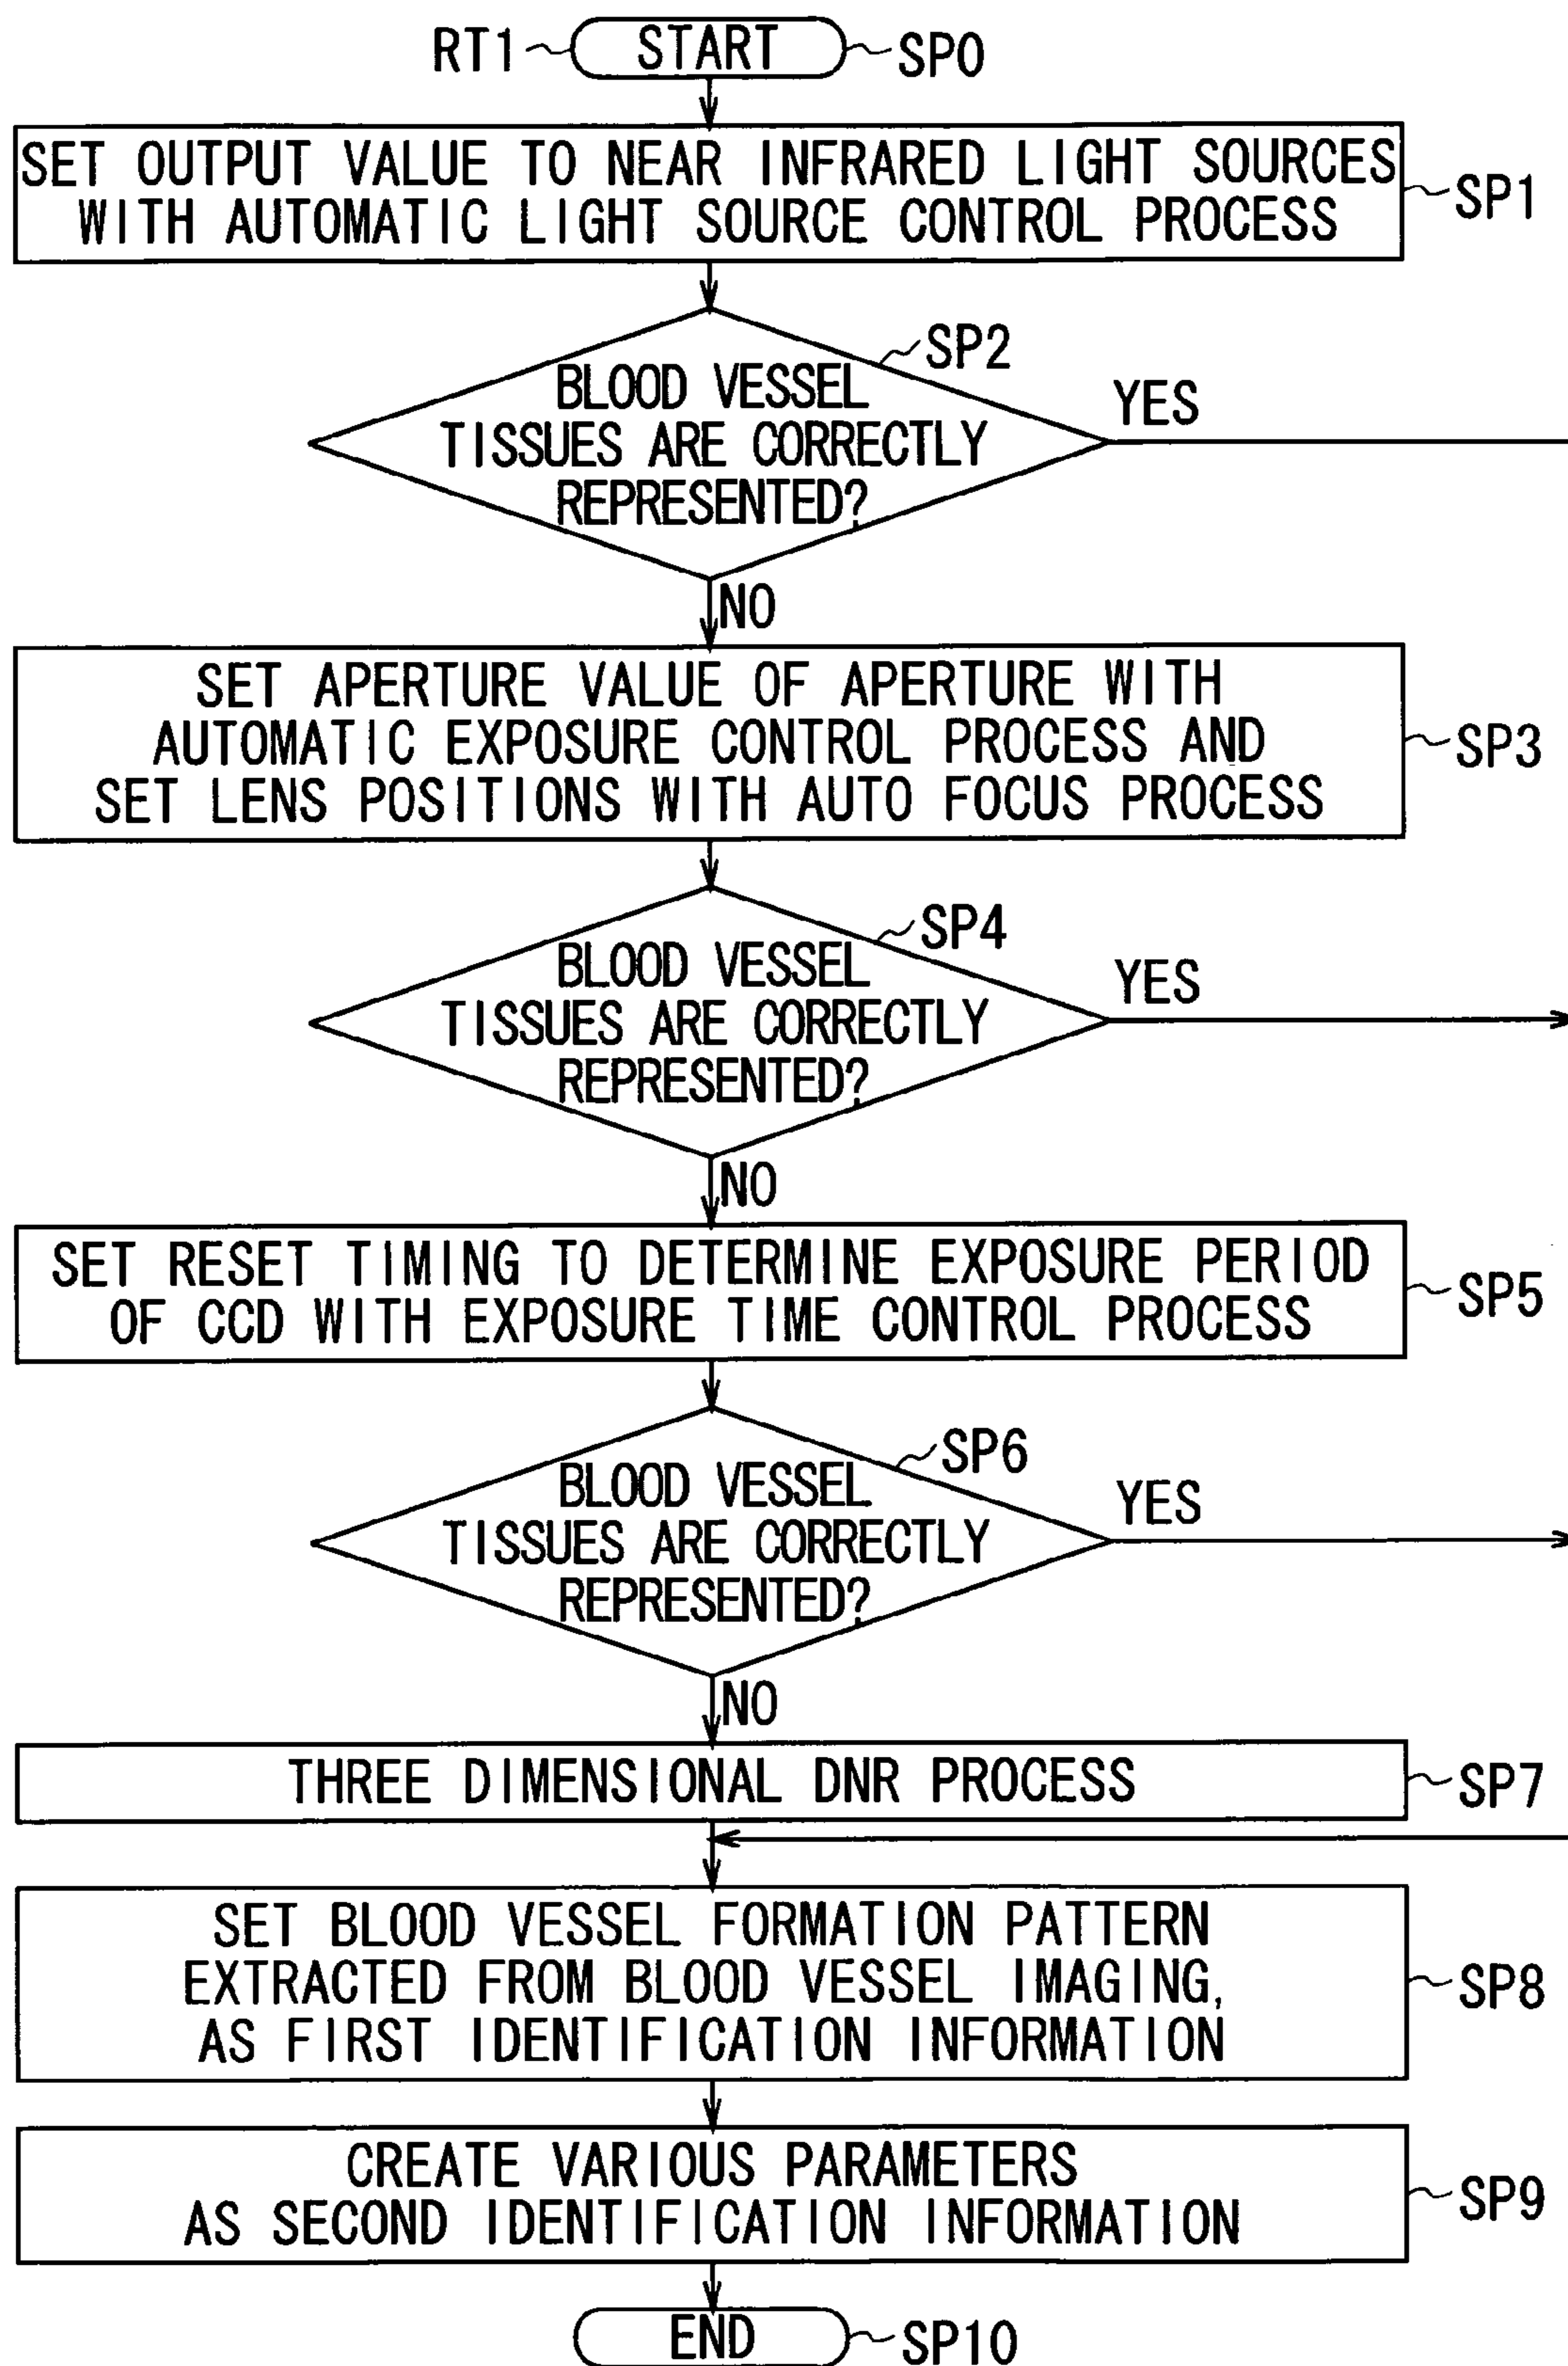 RT1 START SP0
SET OUTPUT VALUE TO NEAR INFRARED LIGHT SOURCES
WITH AUTOMATIC LIGHT SOURCE CONTROL PROCESS
SP1
SP2
BLOOD VESSEL
TISSUES ARE CORRECTLY
REPRESENTED?
YES
NO
SET APERTURE VALUE OF APERTURE WITH
AUTOMATIC EXPOSURE CONTROL PROCESS AND
SET LENS POSITIONS WITH AUTO FOCUS PROCESS
SP3
SP4
BLOOD VESSEL
TISSUES ARE CORRECTLY
REPRESENTED?
YES
NO
SET RESET TIMING TO DETERMINE EXPOSURE PERIOD
OF CCD WITH EXPOSURE TIME CONTROL PROCESS
SP5
SP6
BLOOD VESSEL
TISSUES ARE CORRECTLY
REPRESENTED?
YES
NO
THREE DIMENSIONAL DNR PROCESS
SP7
SET BLOOD VESSEL FORMATION PATTERN
EXTRACTED FROM BLOOD VESSEL IMAGING,
AS FIRST IDENTIFICATION INFORMATION
SP8
CREATE VARIOUS PARAMETERS
AS SECOND IDENTIFICATION INFORMATION
SP9
END SP10